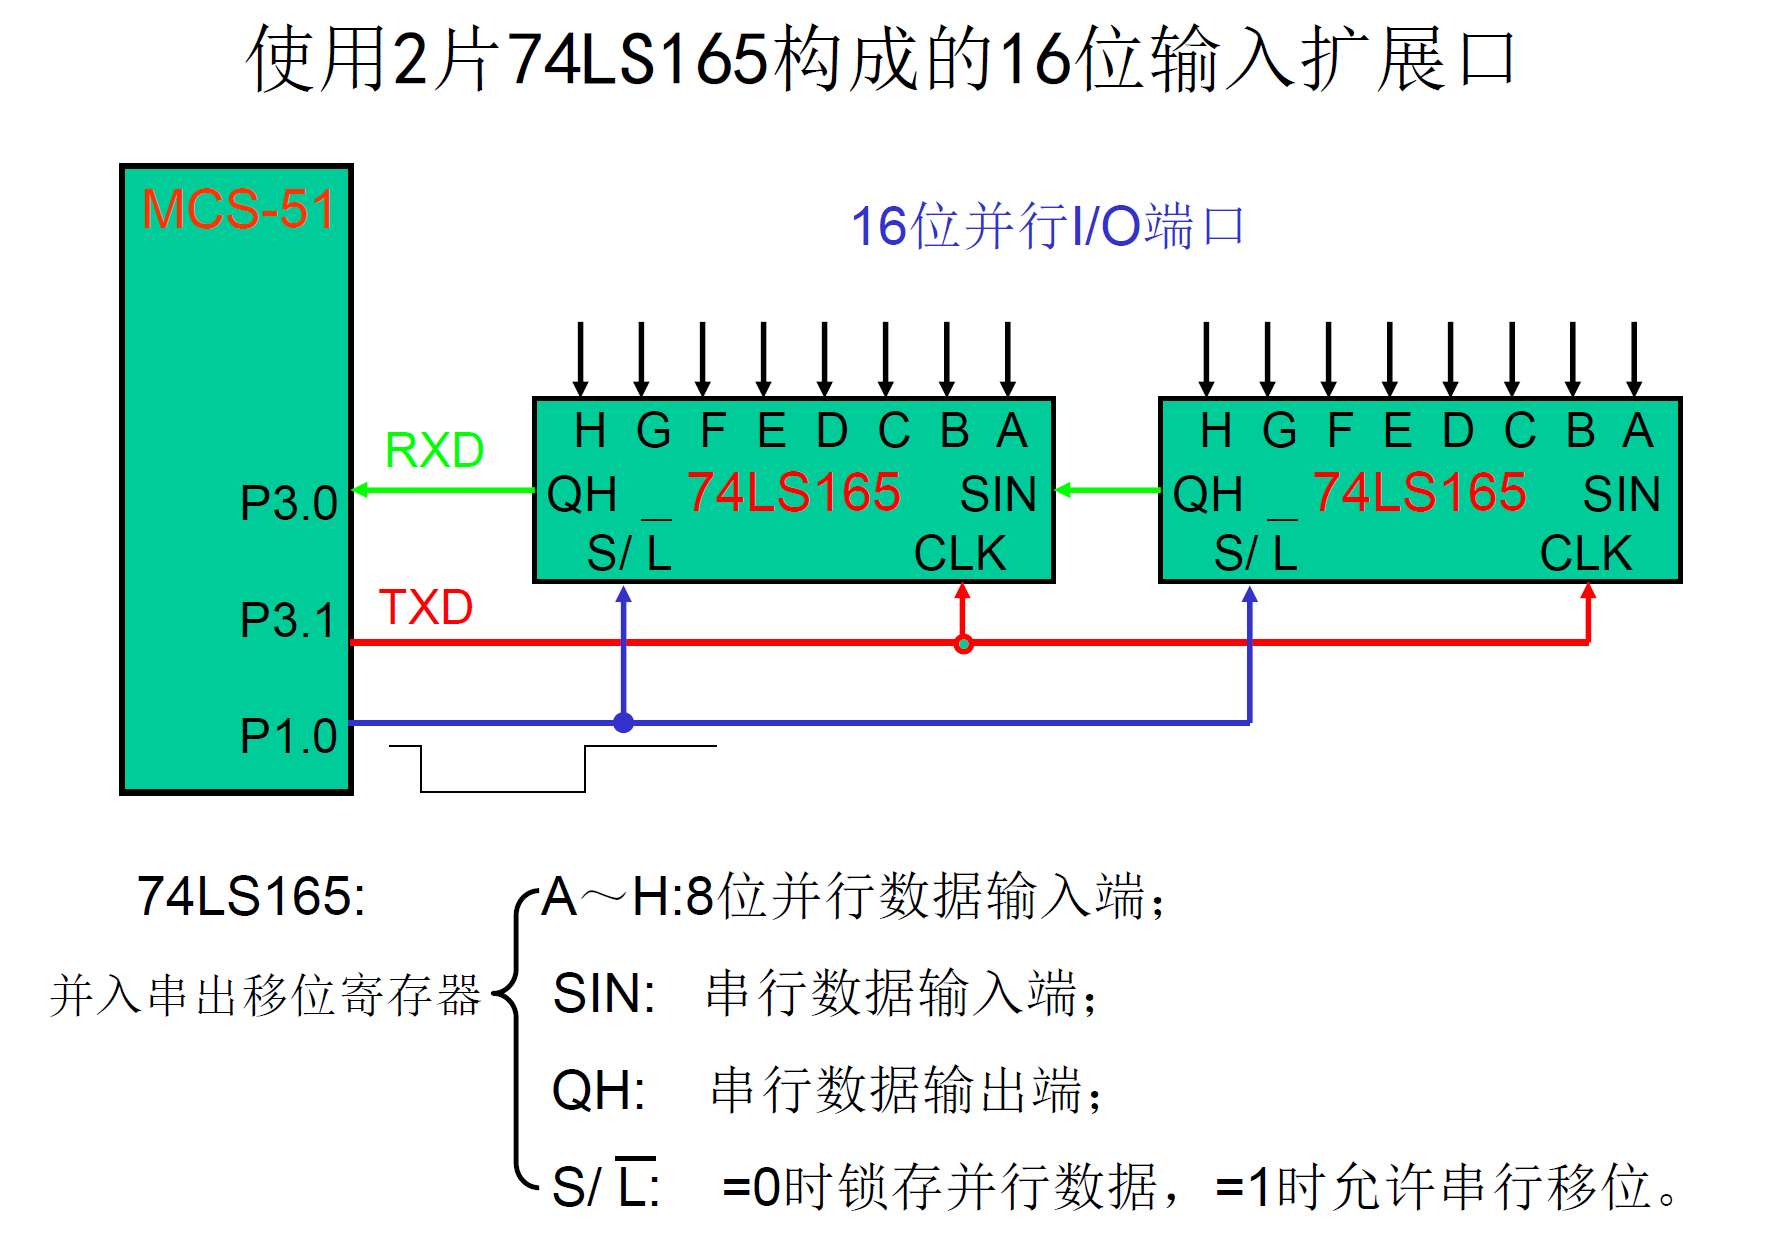 使用2片74LS165构成的16位输入扩展口
MCS-51
16位并行I/O端口
H G F E D C B A
H G F E D C B A
RXD
P3.0
QH 74LS165 SIN
QH 74LS165 SIN
S/ L̅ CLK
S/ L̅ CLK
TXD
P3.1
P1.0
74LS165:
A～H:8位并行数据输入端；
并入串出移位寄存器
SIN: 串行数据输入端；
QH: 串行数据输出端；
S/ L̅: =0时锁存并行数据，=1时允许串行移位。